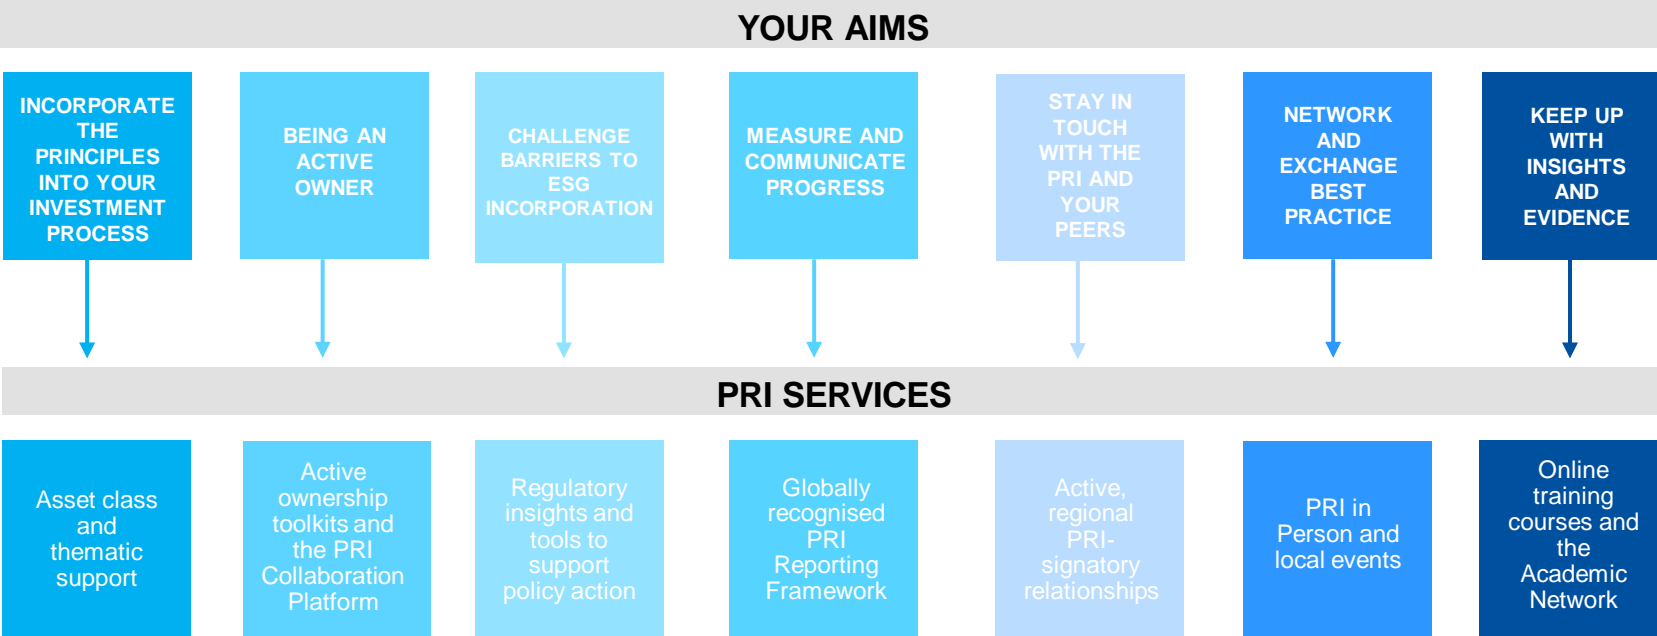 YOUR AIMS
INCORPORATE
THE
PRINCIPLES
INTO YOUR
INVESTMENT
PROCESS
BEING AN
ACTIVE
OWNER
CHALLENGE
BARRIERS TO
ESG
INCORPORATION
MEASURE AND
COMMUNICATE
PROGRESS
STAY IN
TOUCH
WITH THE
PRI AND
YOUR
PEERS
NETWORK
AND
EXCHANGE
BEST
PRACTICE
KEEP UP
WITH
INSIGHTS
AND
EVIDENCE
PRI SERVICES
Asset class
and
thematic
support
Active
ownership
toolkits and
the PRI
Collaboration
Platform
Regulatory
insights and
tools to
support
policy action
Globally
recognised
PRI
Reporting
Framework
Active,
regional
PRI-
signatory
relationships
PRI in
Person and
local events
Online
training
courses and
the
Academic
Network